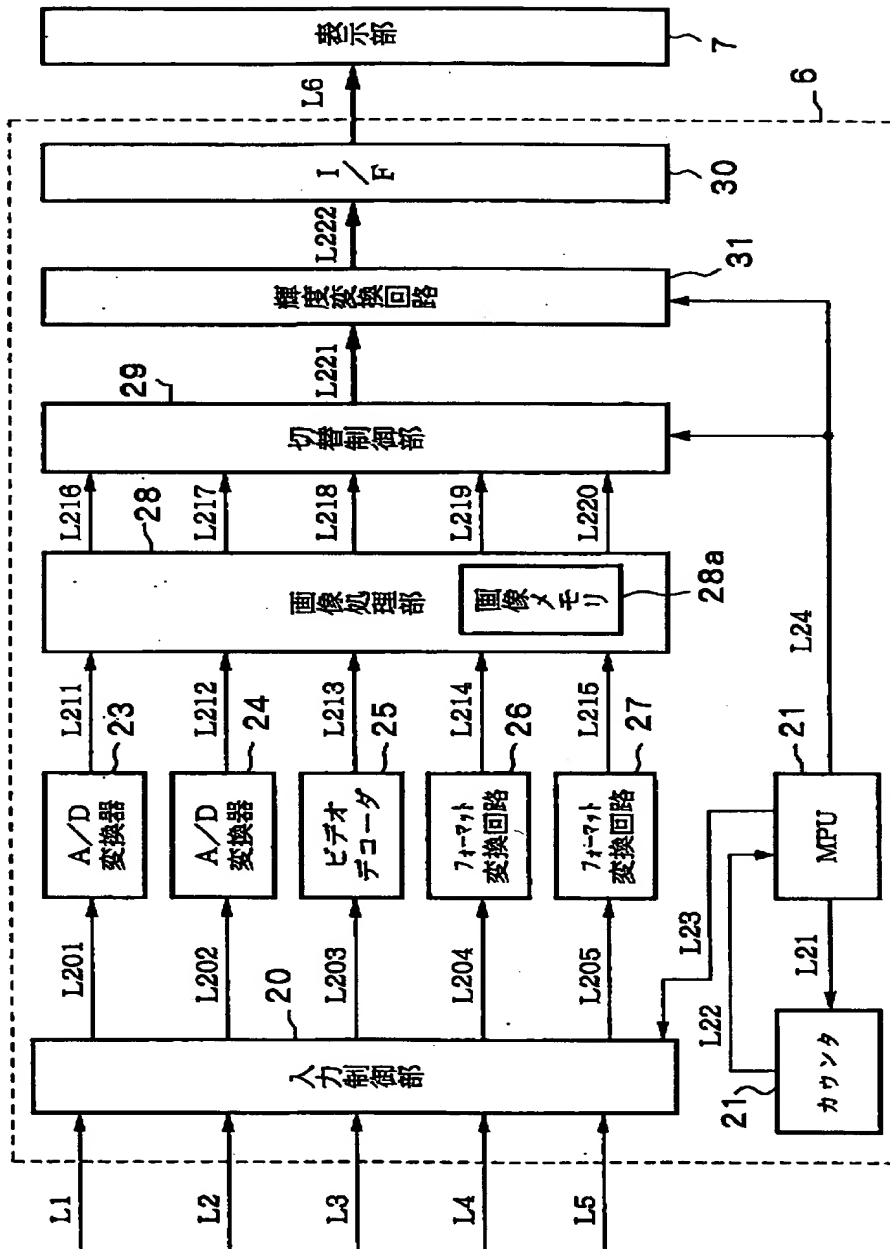 L1
L2
L3
L4
L5
20
入力制御部
L201
L202
L203
L204
L205
23
A/D
変換器
24
A/D
変換器
25
ビデオ
デコーダ
26
フォーマット
変換回路
27
フォーマット
変換回路
L211
L212
L213
L214
L215
28
画像処理部
画像メモリ
28a
L216
L217
L218
L219
L220
29
切替制御部
L221
輝度変換回路
31
L222
I/F
30
L6
表示部
7
6
21
カウンタ
L21
L22
L23
21
MPU
L24